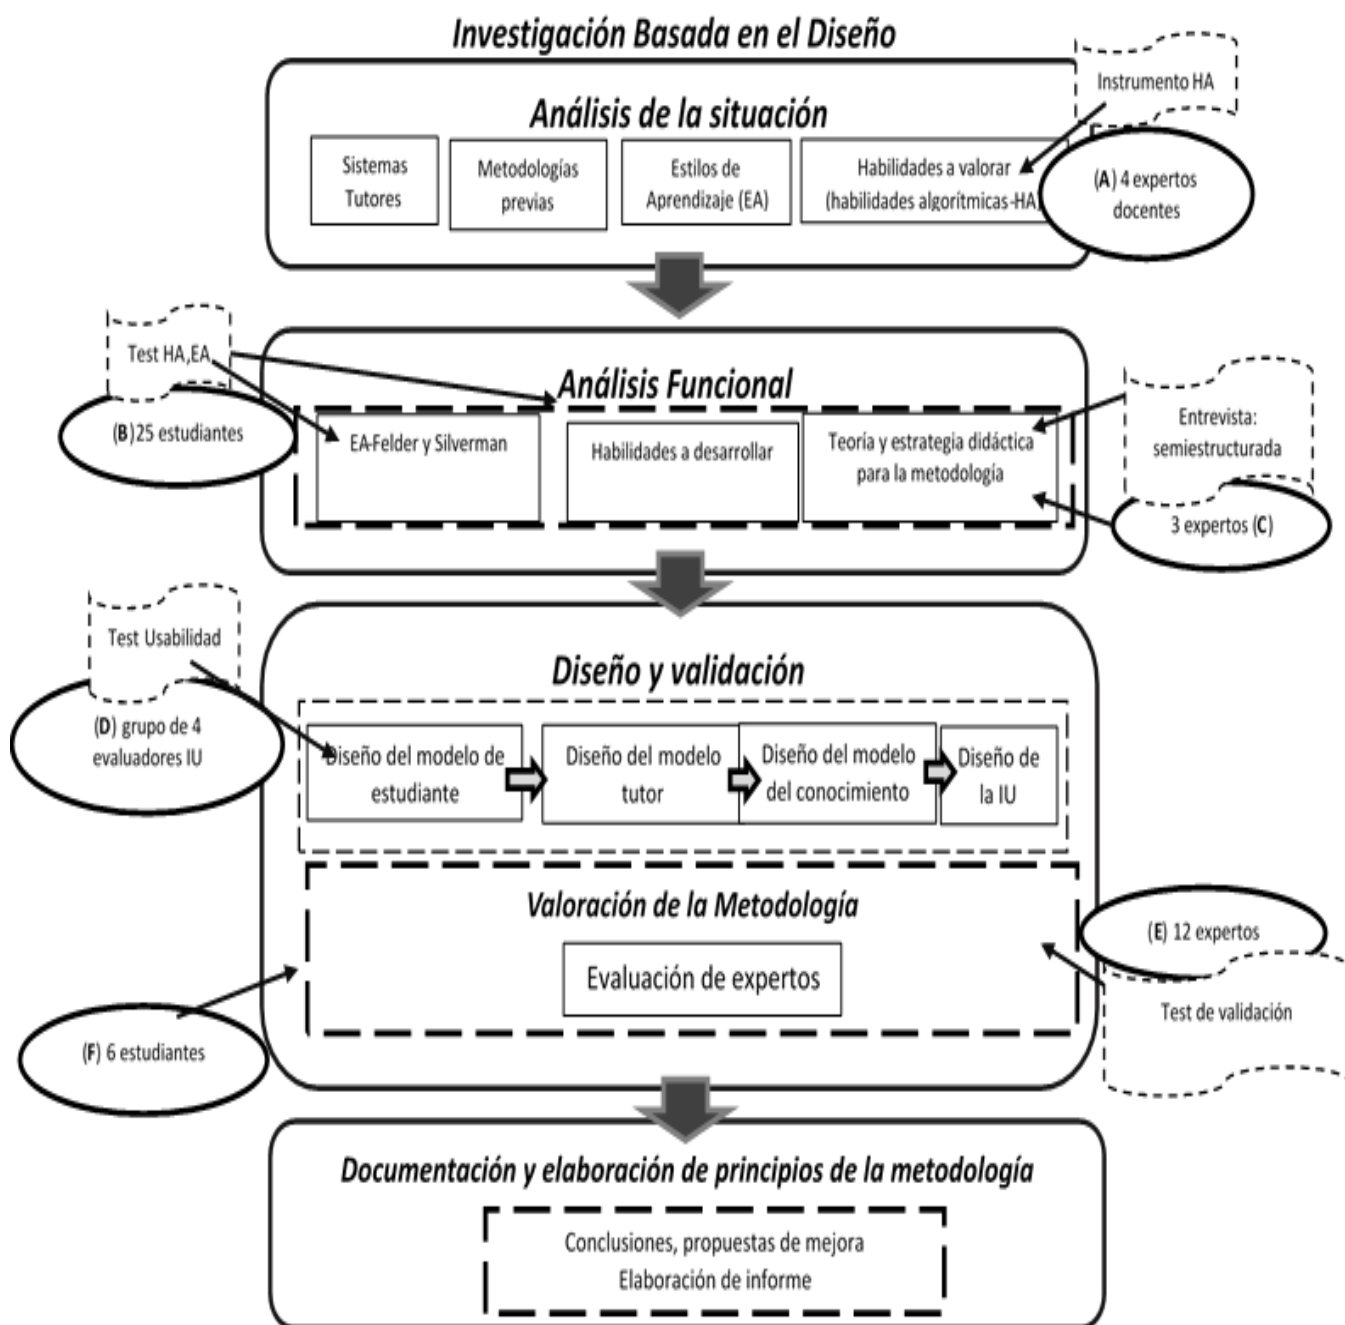 Investigación Basada en el Diseño
Instrumento HA
Análisis de la situación
Sistemas
Tutores
Metodologías
previas
Estilos de
Aprendizaje (EA)
Habilidades a valorar
(habilidades algorítmicas-HA)
(A) 4 expertos
docentes
Test HA,EA
(B) 25 estudiantes
Análisis Funcional
EA-Felder y Silverman
Habilidades a desarrollar
Teoría y estrategia didáctica
para la metodología
Entrevista:
semiestructurada
3 expertos (C)
Test Usabilidad
(D) grupo de 4
evaluadores IU
Diseño y validación
Diseño del modelo de
estudiante
Diseño del modelo
tutor
Diseño del modelo
del conocimiento
Diseño de
la IU
Valoración de la Metodología
Evaluación de expertos
(E) 12 expertos
Test de validación
(F) 6 estudiantes
Documentación y elaboración de principios de la metodología
Conclusiones, propuestas de mejora
Elaboración de informe